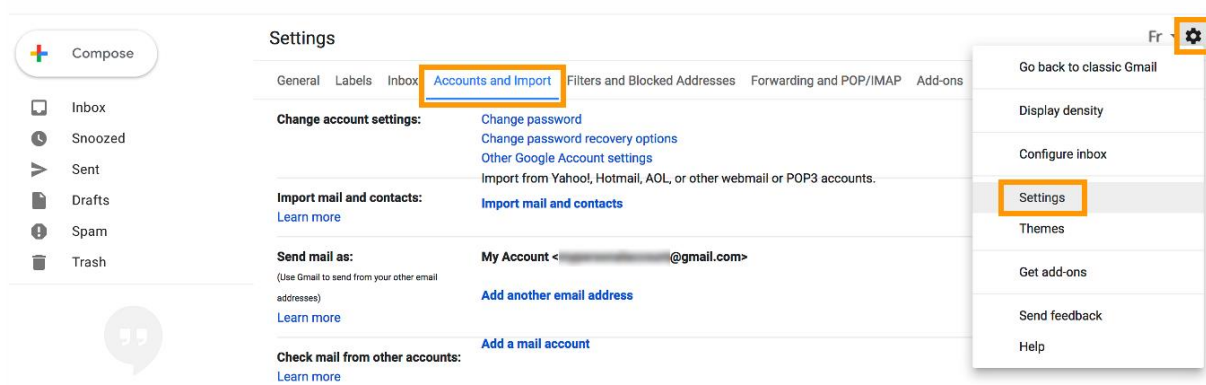 Settings
Fr
Compose
Inbox
Snoozed
Sent
Drafts
Spam
Trash
General Labels Inbox Accounts and Import Filters and Blocked Addresses Forwarding and POP/IMAP Add-ons
Change account settings:
Change password
Change password recovery options
Other Google Account settings
Import mail and contacts:
Learn more
Import from Yahoo!, Hotmail, AOL, or other webmail or POP3 accounts.
Import mail and contacts
Send mail as:
(Use Gmail to send from your other email
addresses)
Learn more
My Account < @gmail.com>
Add another email address
Check mail from other accounts:
Learn more
Add a mail account
Go back to classic Gmail
Display density
Configure inbox
Settings
Themes
Get add-ons
Send feedback
Help